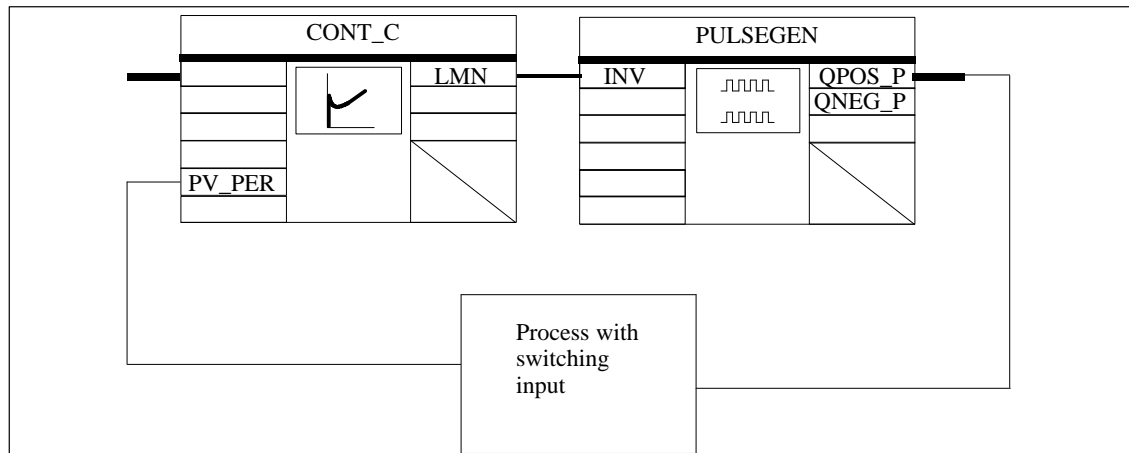 CONT_C
PULSEGEN
LMN
INV
QPOS_P
QNEG_P
PV_PER
Process with
switching
input